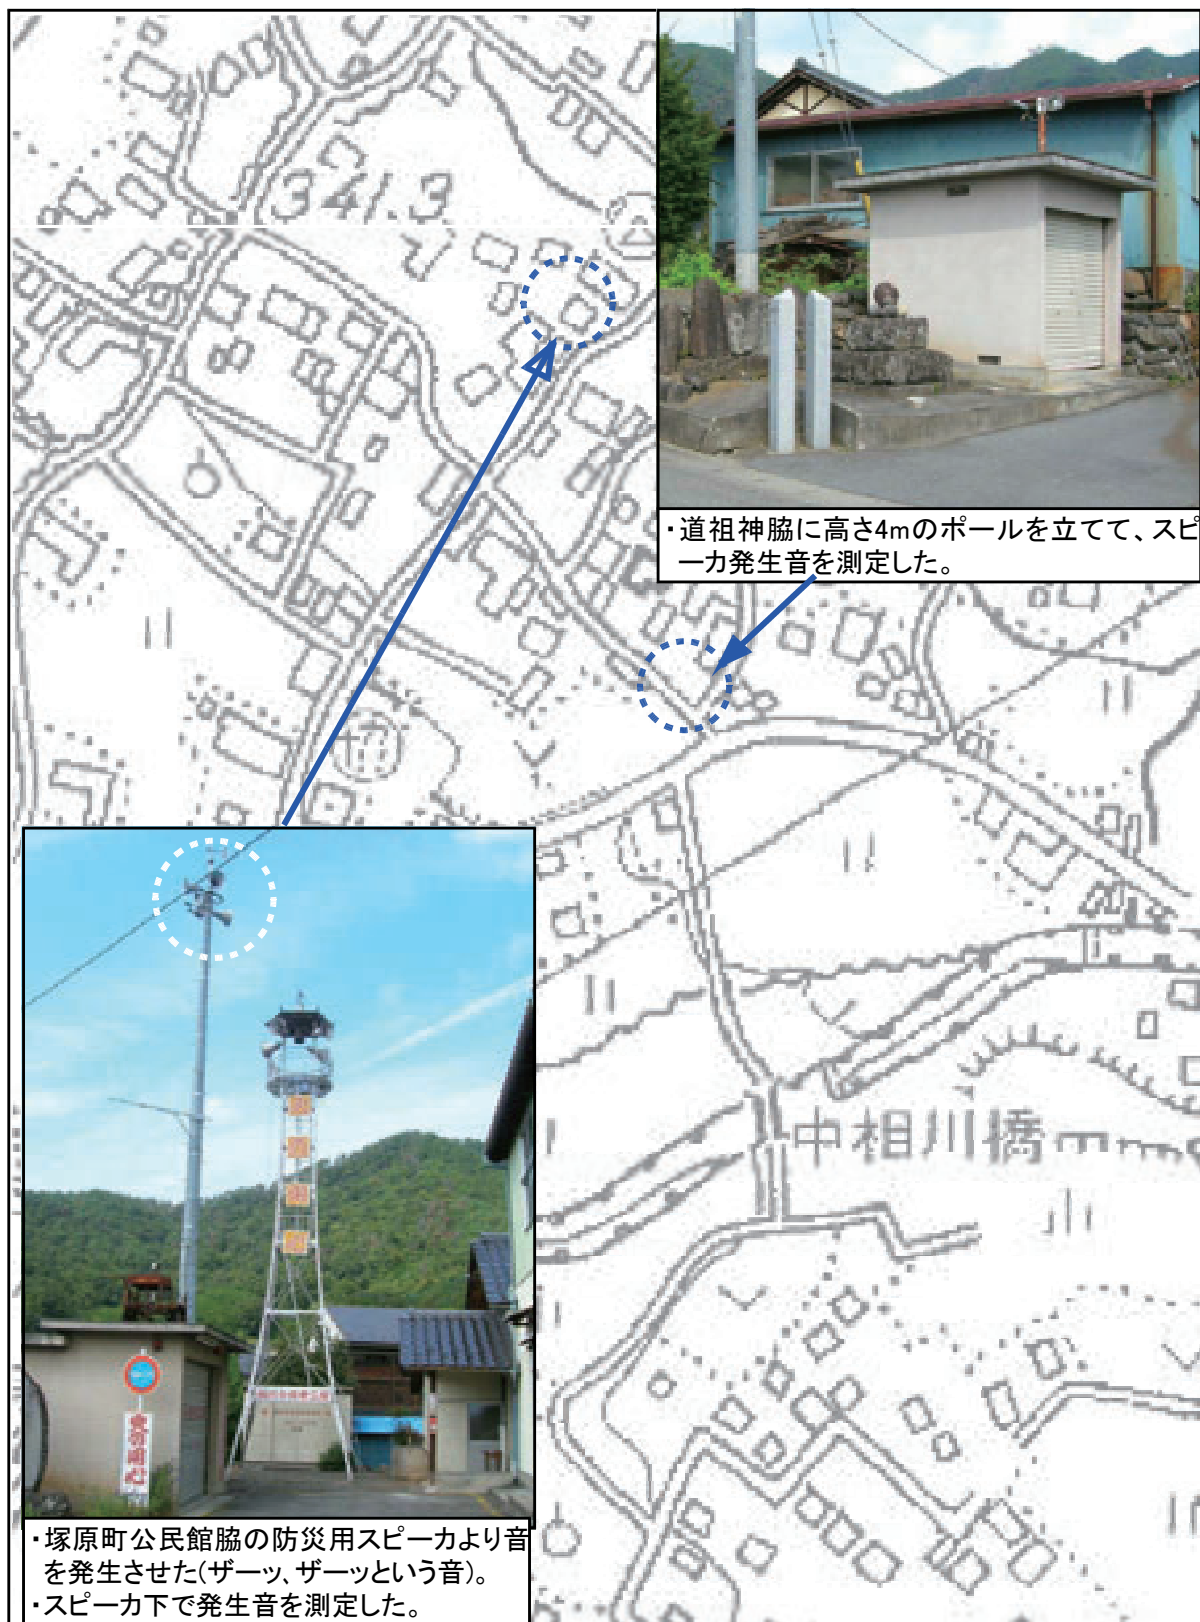 341.3
・道祖神脇に高さ4mのポールを立てて、スピ
ーカ発生音を測定した。
中相川橋
火の用心
・塚原町公民館脇の防災用スピーカより音
を発生させた(ザーッ、ザーッという音)。
・スピーカ下で発生音を測定した。